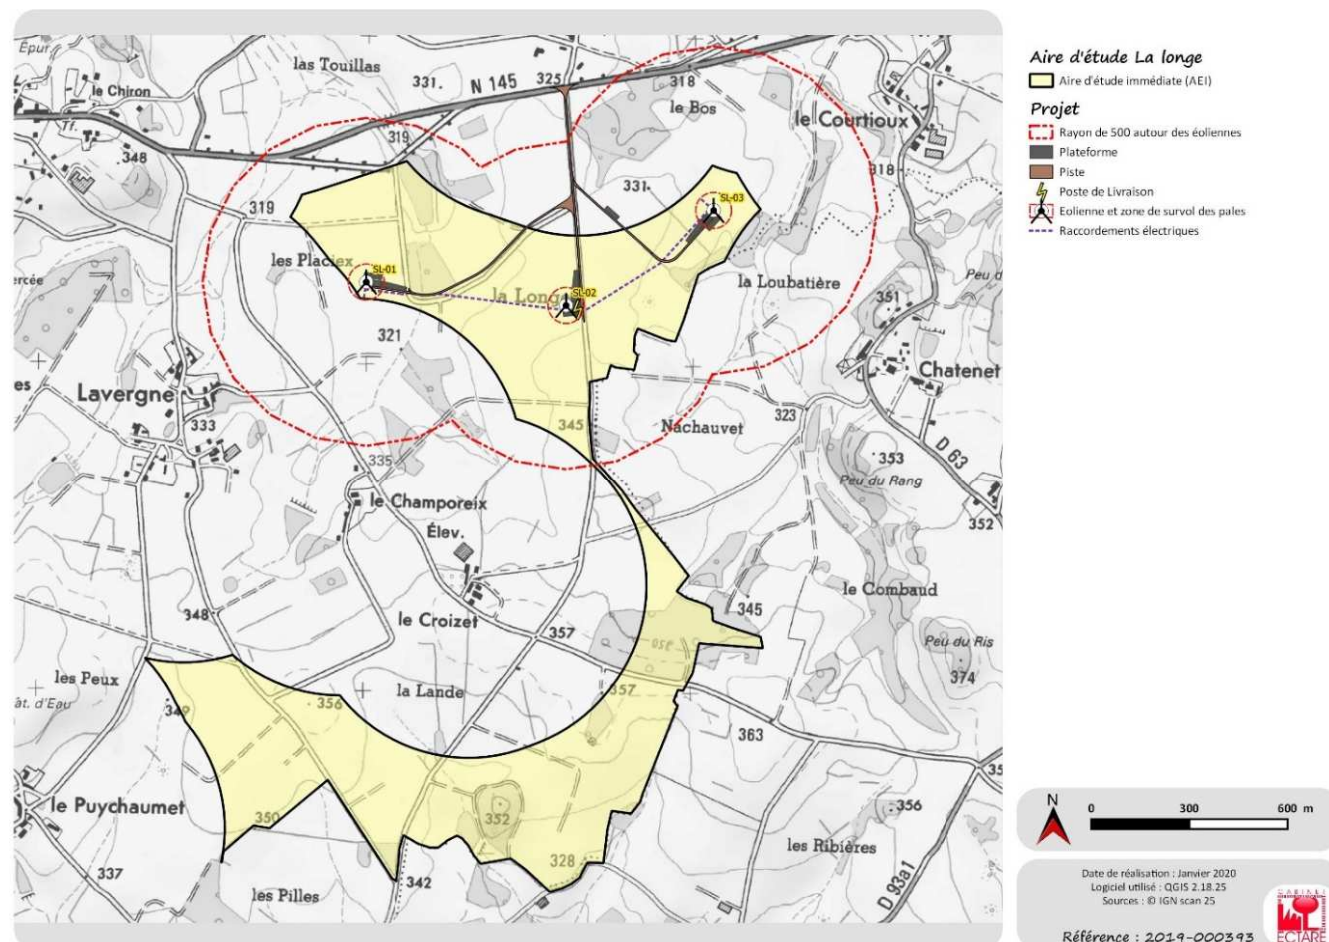 Épur.
las Touillas
331.
N 145
325
318
le Bos
le Chiron
Tf.
348
319
le Courtioux
318
331.
SL-03
319
les Placiex
SL-01
la Longe
SL-02
la Loubatière
321
351
Lavergne
Chatenet
333
345
Nachauvet
323
335
353
D 63
Peu du Rang
le Champoreix
Élev.
352
348
le Croizet
345
le Combaud
357
350
Peu du Ris
374
les Peux
la Lande
357
356
349
363
le Puychaumet
350
352
356
les Ribières
328
337
342
les Pilles
D 93a1
Aire d'étude La longe
Aire d'étude immédiate (AEI)
Projet
Rayon de 500 autour des éoliennes
Plateforme
Piste
Poste de Livraison
Eolienne et zone de survol des pales
Raccordements électriques
N
0 300 600 m
Date de réalisation : Janvier 2020
Logiciel utilisé : QGIS 2.18.25
Sources : © IGN scan 25
Référence : 2019-000393
CABINET
ECTARE